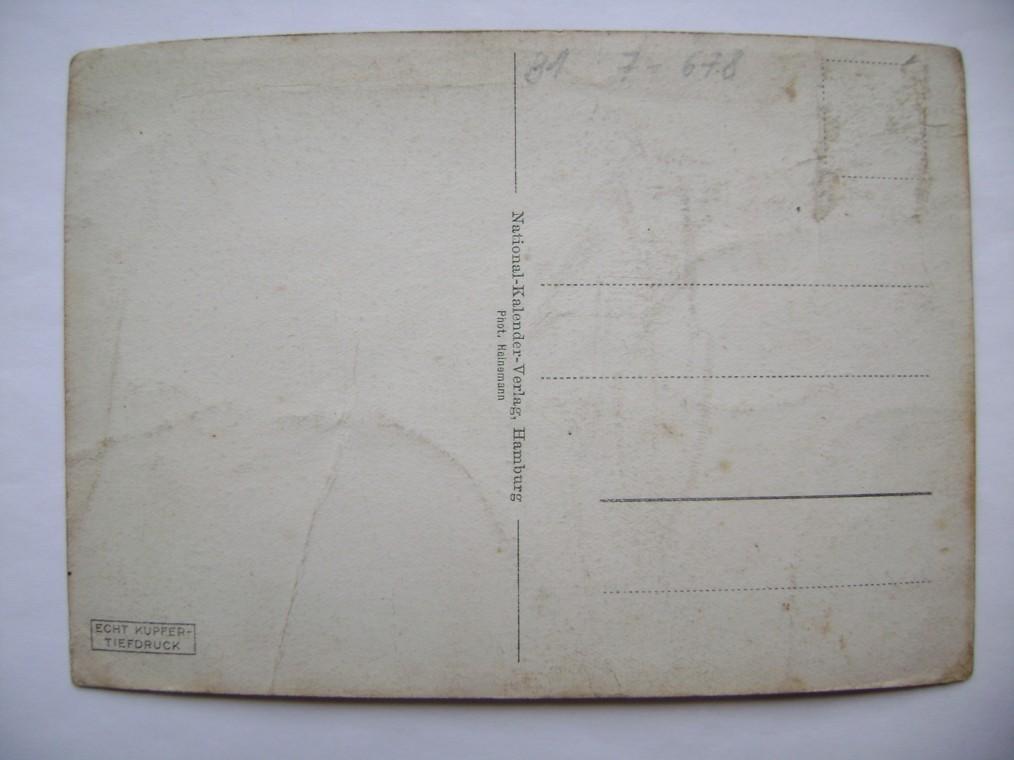 31 7- 678
National-Kalender-Verlag, Hamburg
Phot. Heinemann
ECHT KUPFER-
TIEFDRUCK